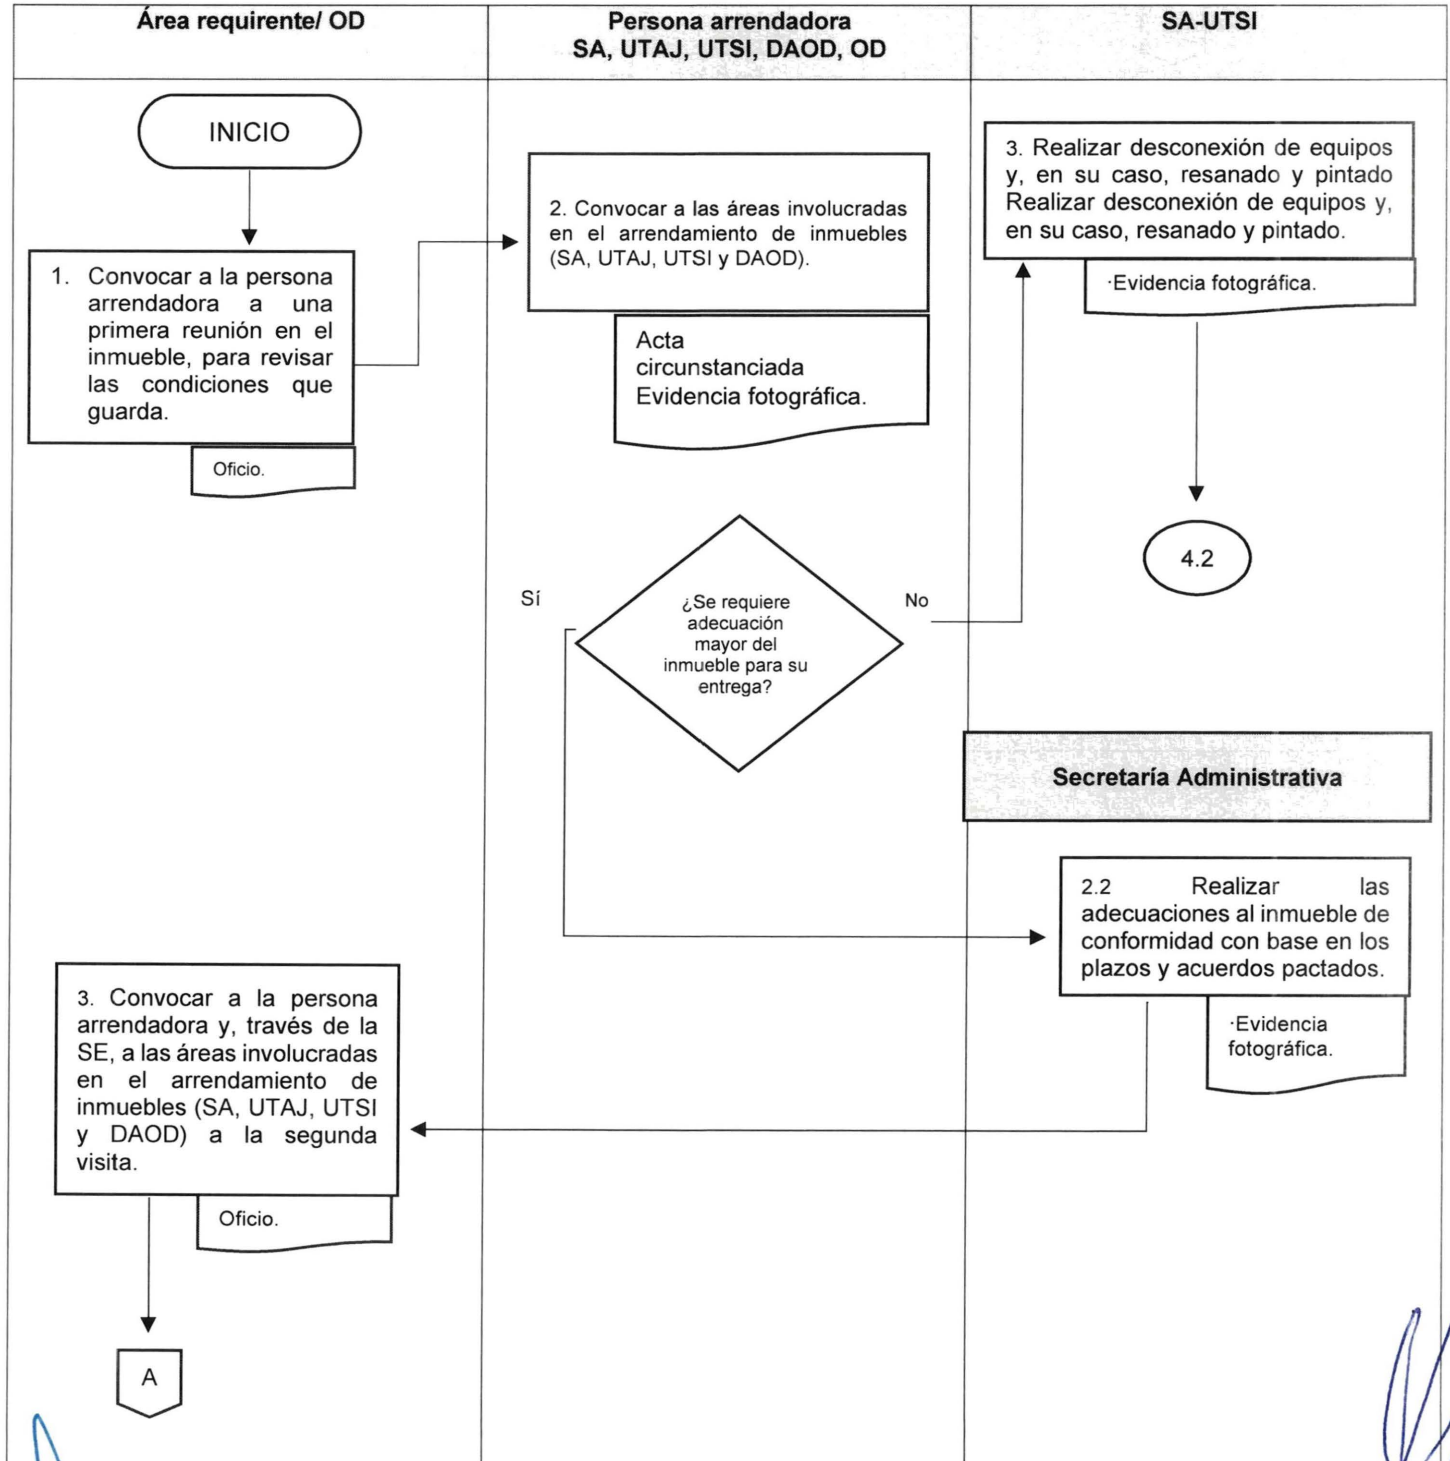 Área requirente/ OD
Persona arrendadora
SA, UTAJ, UTSI, DAOD, OD
SA-UTSI
INICIO
1. Convocar a la persona
arrendadora a una
primera reunión en el
inmueble, para revisar
las condiciones que
guarda.
Oficio.
2. Convocar a las áreas involucradas
en el arrendamiento de inmuebles
(SA, UTAJ, UTSI y DAOD).
Acta
circunstanciada
Evidencia fotográfica.
3. Realizar desconexión de equipos
y, en su caso, resanado y pintado
Realizar desconexión de equipos y,
en su caso, resanado y pintado.
·Evidencia fotográfica.
4.2
Sí
¿Se requiere
adecuación
mayor del
inmueble para su
entrega?
No
Secretaría Administrativa
2.2 Realizar las
adecuaciones al inmueble de
conformidad con base en los
plazos y acuerdos pactados.
·Evidencia
fotográfica.
3. Convocar a la persona
arrendadora y, través de la
SE, a las áreas involucradas
en el arrendamiento de
inmuebles (SA, UTAJ, UTSI
y DAOD) a la segunda
visita.
Oficio.
A